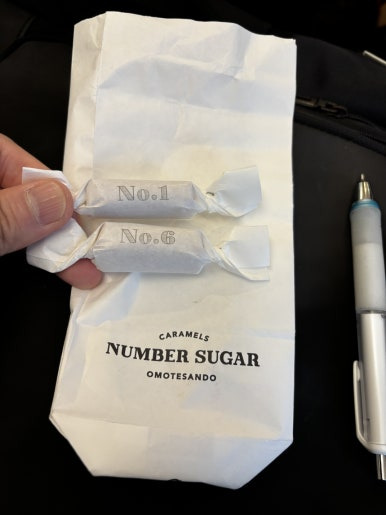 No.1
No.6
CARAMELS
NUMBER SUGAR
OMOTESANDO